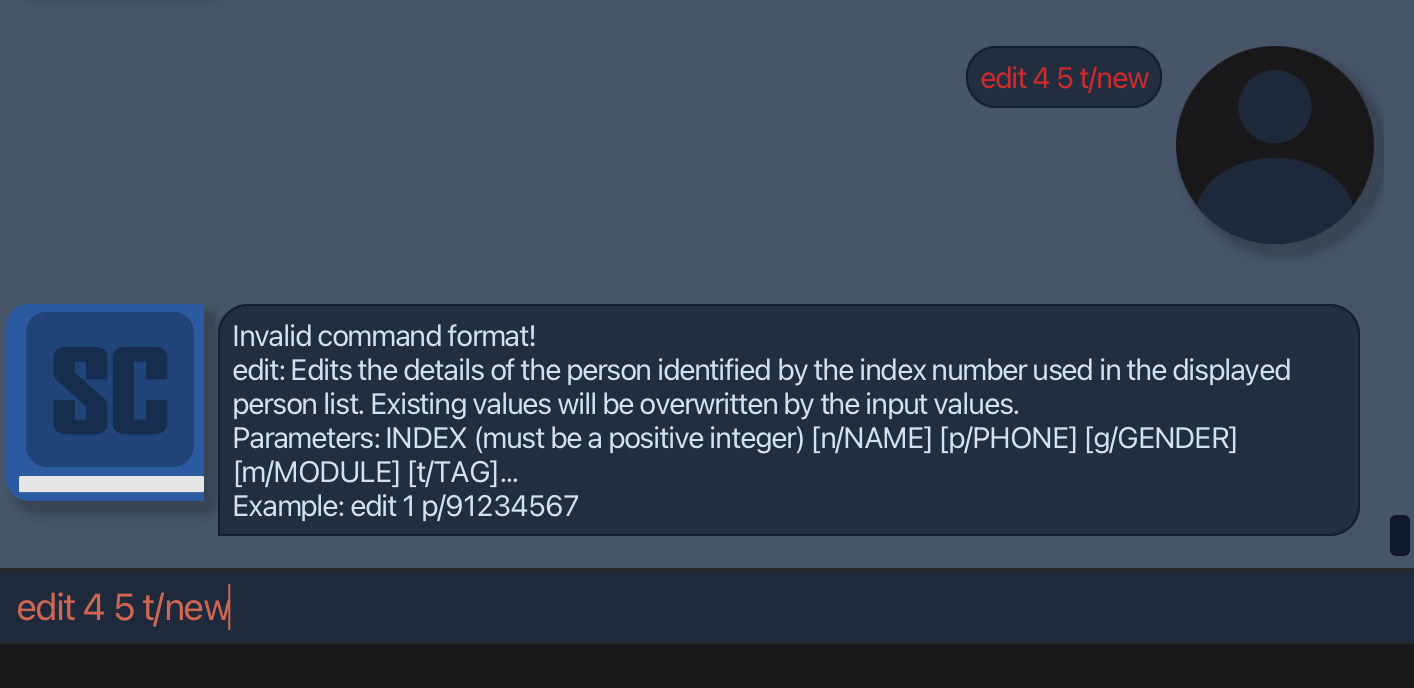 edit 4 5 t/new
SC
Invalid command format!
edit: Edits the details of the person identified by the index number used in the displayed
person list. Existing values will be overwritten by the input values.
Parameters: INDEX (must be a positive integer) [n/NAME] [p/PHONE] [g/GENDER]
[m/MODULE] [t/TAG]...
Example: edit 1 p/91234567
edit 4 5 t/new